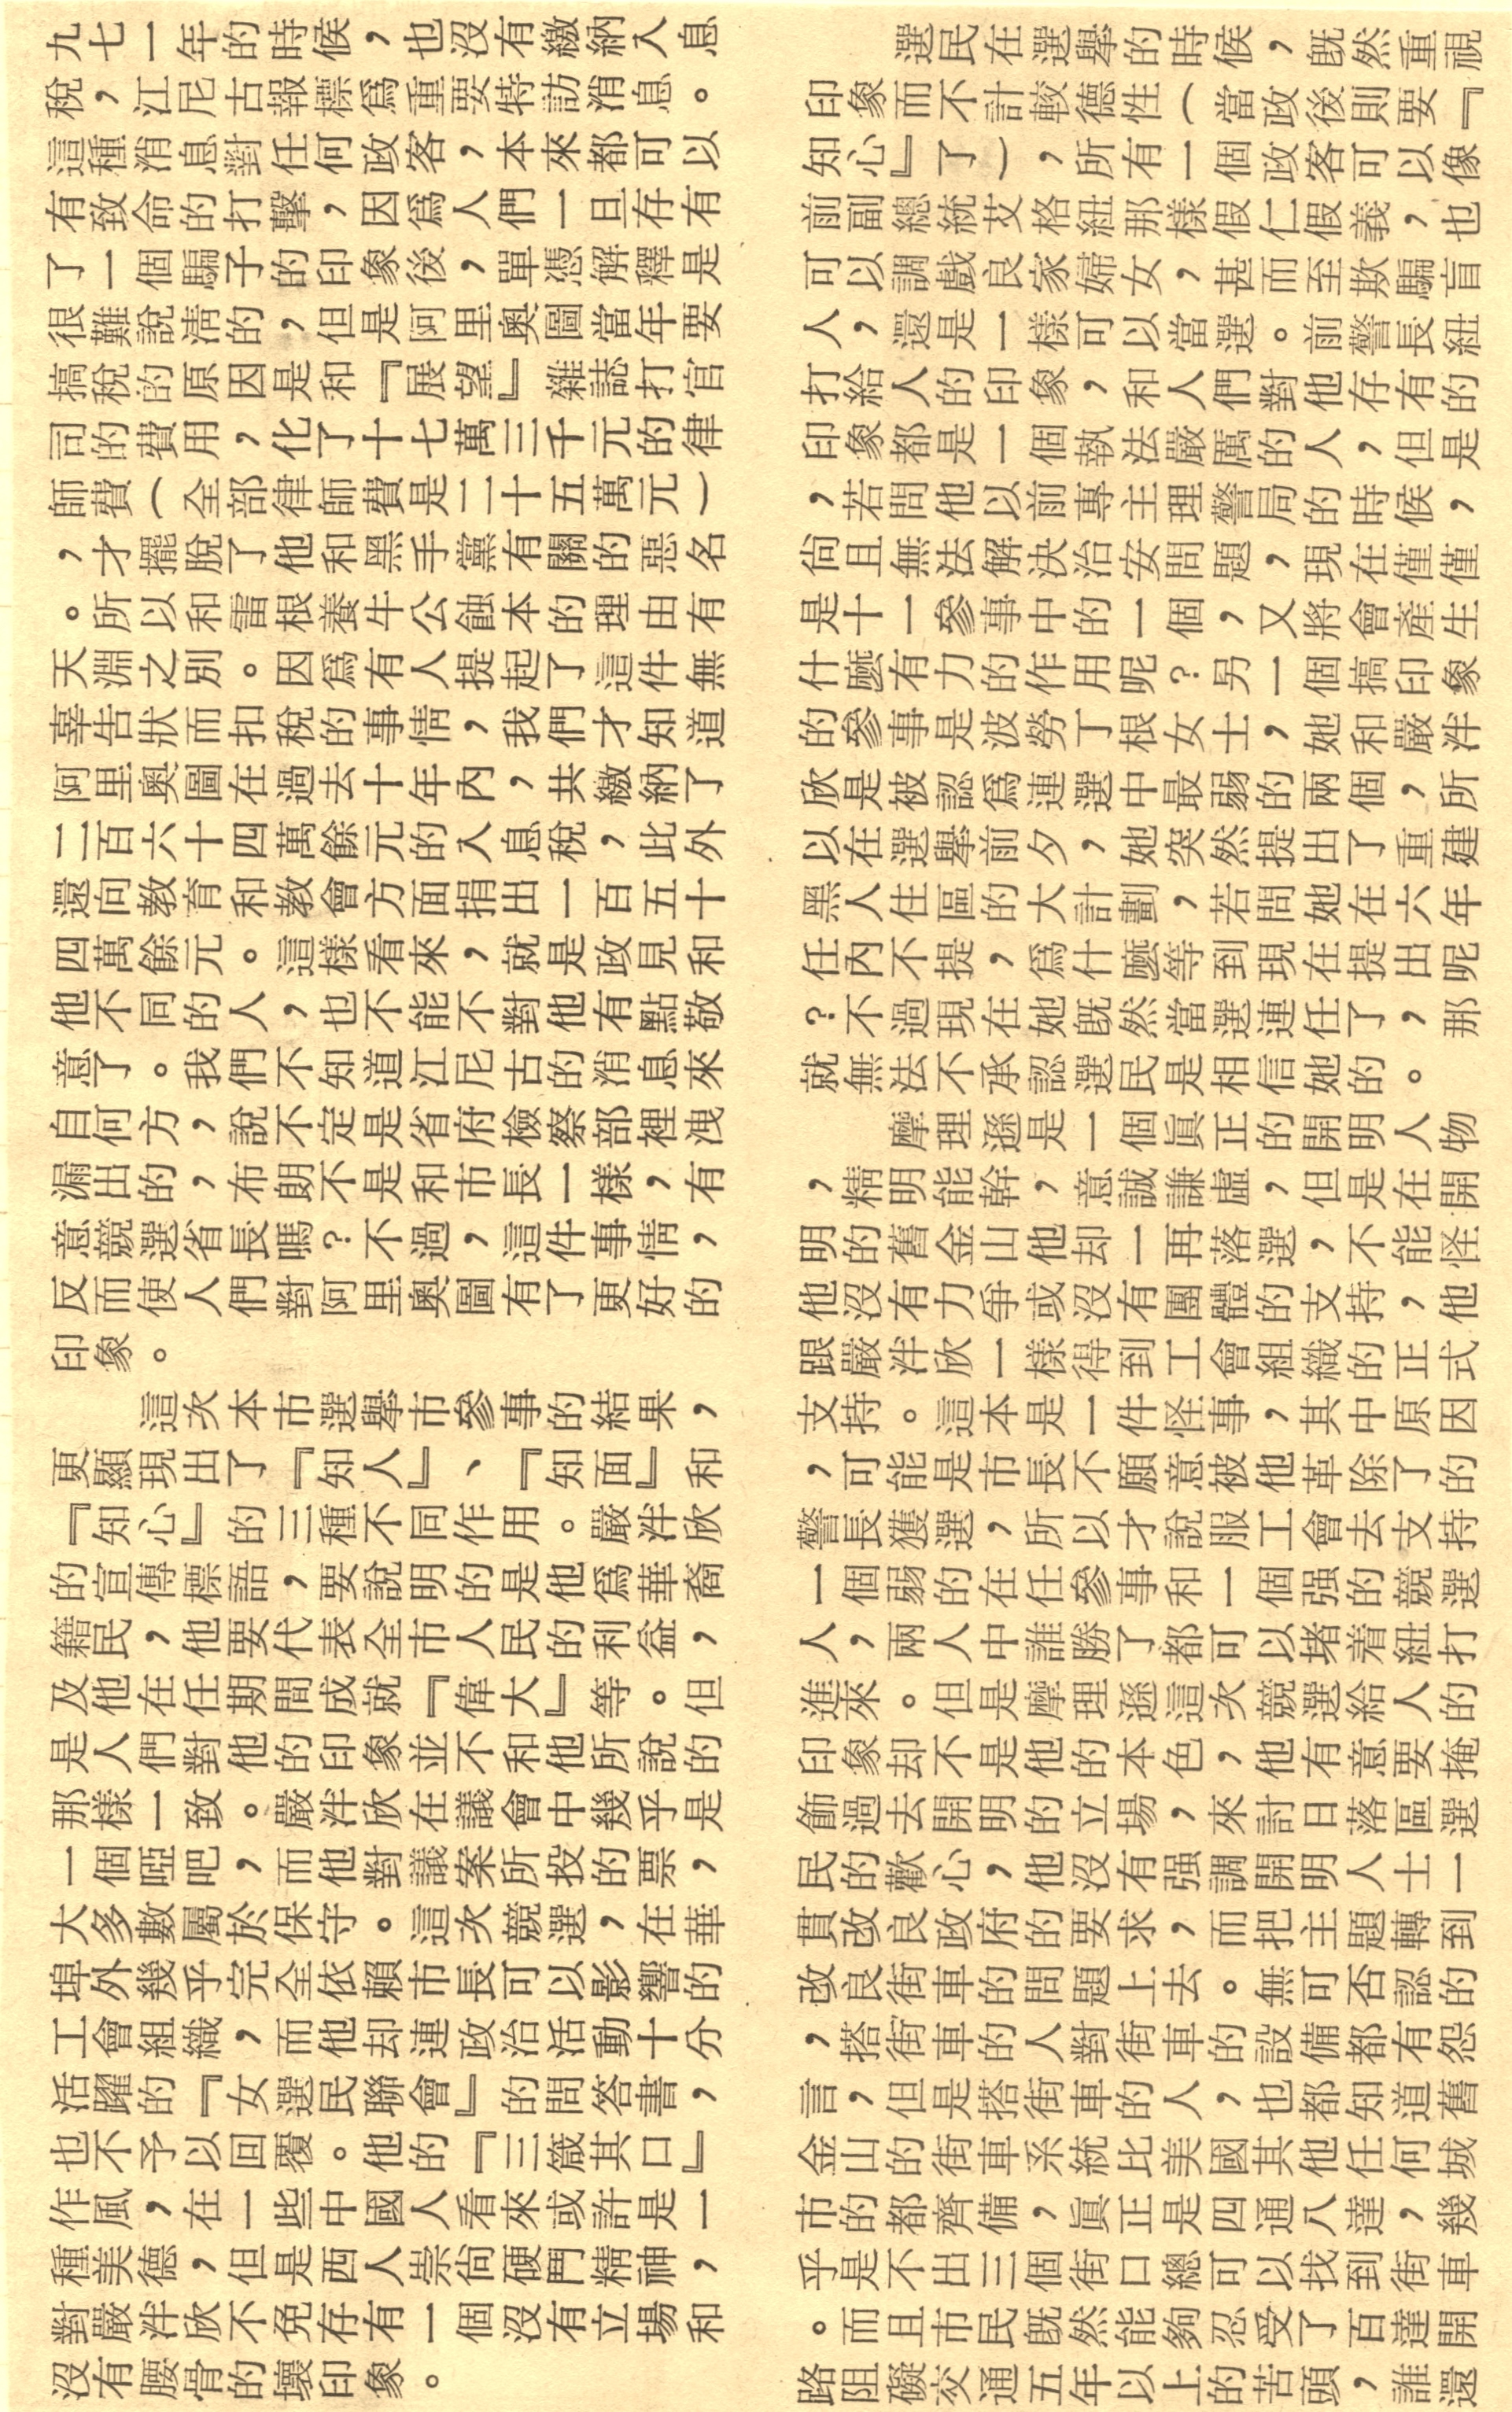 九七一年的時候，也沒有繳納入息
稅，江尼古報標爲重要特訪消息。
這種消息對任何政客，本來都可以
有致命的打擊，因爲人們一旦存有
了一個騙子的印象後，單憑解釋是
很難說淸的，但是阿里奧圖當年要
搞稅的原因是和『展望』雜誌打官
司的費用，化了十七萬三千元的律
師費（全部律師費是二十五萬元）
，才擺脫了他和黑手黨有關的惡名
。所以和雷根養牛公蝕本的理由有
天淵之別。因爲有人提起了這件無
辜告狀而扣稅的事情，我們才知道
阿里奧圖在過去十年內，共繳納了
二百六十四萬餘元的入息稅，此外
還向教育和教會方面捐出一百五十
四萬餘元。這樣看來，就是政見和
他不同的人，也不能不對他有點敬
意了。我們不知道江尼古的消息來
自何方，說不定是省府檢察部裡洩
漏出的，布朗不是和市長一樣，有
意競選省長嗎？不過，這件事情，
反而使人們對阿里奧圖有了更好的
印象。
這次本市選舉市參事的結果，
更顯現出了『知人』、『知面』和
『知心』的三種不同作用。嚴泮欣
的宣傳標語，要說明的是他爲華裔
籍民，他要代表全市人民的利益，
及他在任期間成就『偉大』等。但
是人們對他的印象並不和他所說的
那樣一致。嚴泮欣在議會中幾乎是
一個啞吧，而他對議案所投的票，
大多數屬於保守。這次競選，在華
埠外幾乎完全依賴市長可以影響的
工會組織，而他却連政治活動十分
活躍的『女選民聯會』的問答書，
也不予以回覆。他的『三箴其口』
作風，在一些中國人看來或許是一
種美德，但是西人崇尙硬鬥精神，
對嚴泮欣不免存有一個沒有立場和
沒有腰骨的壞印象。
選民在選舉的時候，旣然重視
印象而不計較德性（當政後則要『
知心』了），所有一個政客可以像
前副總統艾格紐那樣假仁假義，也
可以調戲良家婦女，甚而至欺騙盲
人，還是一樣可以當選。前警長紐
打給人的印象，和人們對他存有的
印象都是一個執法嚴厲的人，但是
，若問他以前專主理警局的時候，
尙且無法解決治安問題，現在僅僅
是十一參事中的一個，又將會產生
什麽有力的作用呢？另一個搞印象
的參事是波勞丁根女士，她和嚴泮
欣是被認爲連選中最弱的兩個，所
以在選舉前夕，她突然提出了重建
黑人住區的大計劃，若問她在六年
任內不提，爲什麽等到現在提出呢
？不過現在她旣然當選連任了，那
就無法不承認選民是相信她的。
摩理遜是一個眞正的開明人物
，精明能幹，意誠謙虛，但是在開
明的舊金山他却一再落選，不能怪
他沒有力爭或沒有團體的支持，他
跟嚴泮欣一樣得到工會組織的正式
支持。這本是一件怪事，其中原因
，可能是市長不願意被他革除了的
警長獲選，所以才說服工會去支持
一個弱的在任參事和一個强的競選
人，兩人中誰勝了都可以堵着紐打
進來。但是摩理遜這次競選給人的
印象却不是他的本色，他有意要掩
飾過去開明的立場，來討日落區選
民的歡心，他沒有强調開明人士一
貫改良政府的要求，而把主題轉到
改良街車的問題上去。無可否認的
，搭街車的人對街車的設備都有怨
言，但是搭街車的人，也都知道舊
金山的街車系統比美國其他任何城
市的都齊備，眞正是四通八達，幾
乎是不出三個街口總可以找到街車
。而且市民旣然能夠忍受了百達開
路阻礙交通五年以上的苦頭，誰還